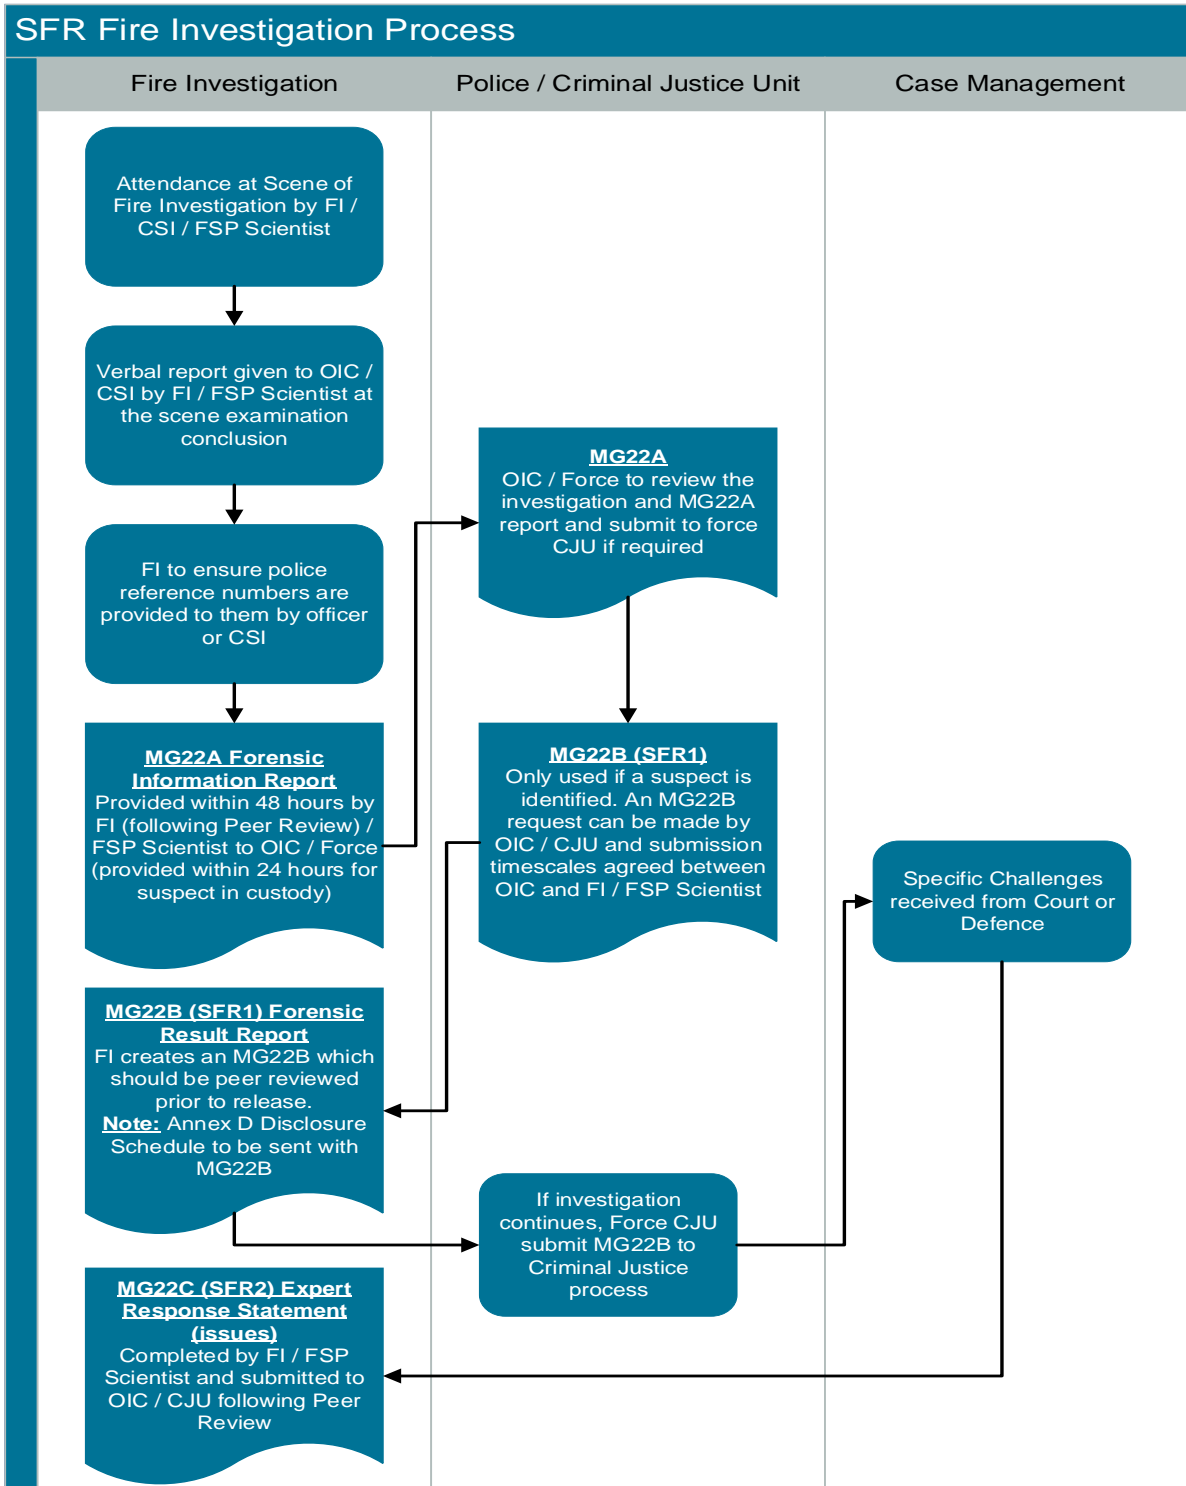 SFR Fire Investigation Process
Fire Investigation
Police / Criminal Justice Unit
Case Management
Attendance at Scene of
Fire Investigation by FI /
CSI / FSP Scientist
Verbal report given to OIC /
CSI by FI / FSP Scientist at
the scene examination
conclusion
FI to ensure police
reference numbers are
provided to them by officer
or CSI
MG22A Forensic
Information Report
Provided within 48 hours by
FI (following Peer Review) /
FSP Scientist to OIC / Force
(provided within 24 hours for
suspect in custody)
MG22A
OIC / Force to review the
investigation and MG22A
report and submit to force
CJU if required
MG22B (SFR1)
Only used if a suspect is
identified. An MG22B
request can be made by
OIC / CJU and submission
timescales agreed between
OIC and FI / FSP Scientist
MG22B (SFR1) Forensic
Result Report
FI creates an MG22B which
should be peer reviewed
prior to release.
Note: Annex D Disclosure
Schedule to be sent with
MG22B
If investigation
continues, Force CJU
submit MG22B to
Criminal Justice
process
Specific Challenges
received from Court or
Defence
MG22C (SFR2) Expert
Response Statement
(issues)
Completed by FI / FSP
Scientist and submitted to
OIC / CJU following Peer
Review